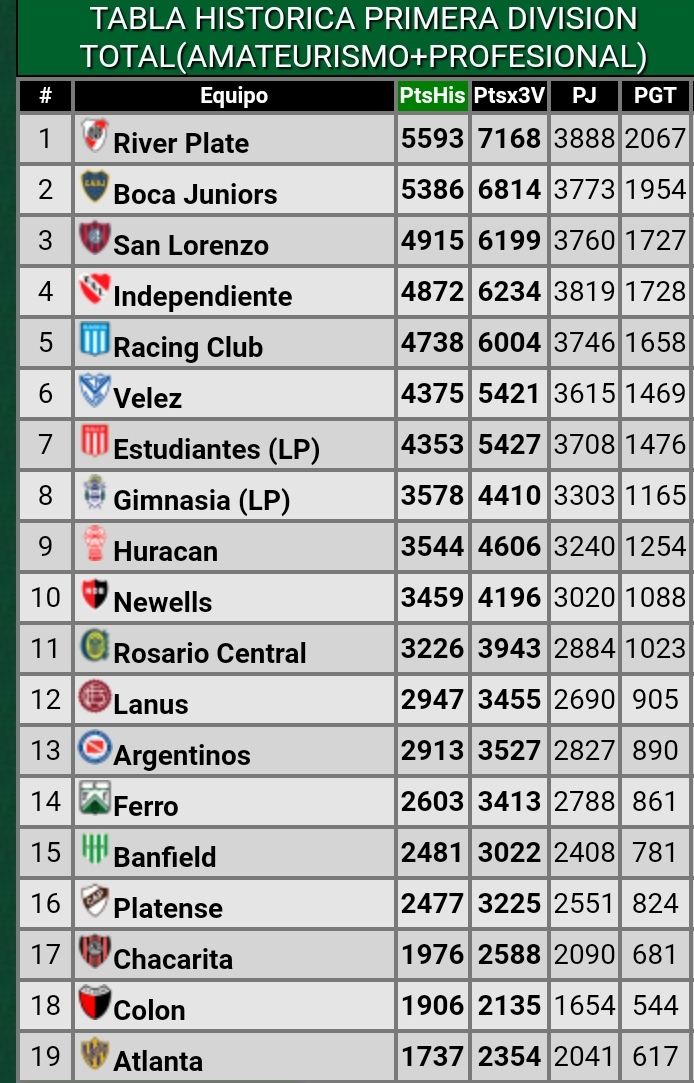 TABLA HISTORICA PRIMERA DIVISION
TOTAL(AMATEURISMO+PROFESIONAL)
# Equipo PtsHis Ptsx3V PJ PGT
1 River Plate 5593 7168 3888 2067
2 Boca Juniors 5386 6814 3773 1954
3 San Lorenzo 4915 6199 3760 1727
4 Independiente 4872 6234 3819 1728
5 Racing Club 4738 6004 3746 1658
6 Velez 4375 5421 3615 1469
7 Estudiantes (LP) 4353 5427 3708 1476
8 Gimnasia (LP) 3578 4410 3303 1165
9 Huracan 3544 4606 3240 1254
10 Newells 3459 4196 3020 1088
11 Rosario Central 3226 3943 2884 1023
12 Lanus 2947 3455 2690 905
13 Argentinos 2913 3527 2827 890
14 Ferro 2603 3413 2788 861
15 Banfield 2481 3022 2408 781
16 Platense 2477 3225 2551 824
17 Chacarita 1976 2588 2090 681
18 Colon 1906 2135 1654 544
19 Atlanta 1737 2354 2041 617